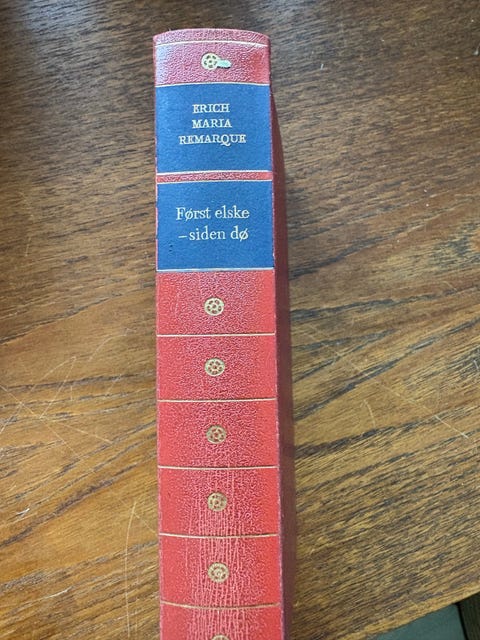 ERICH
MARIA
REMARQUE
Først elske
– siden dø